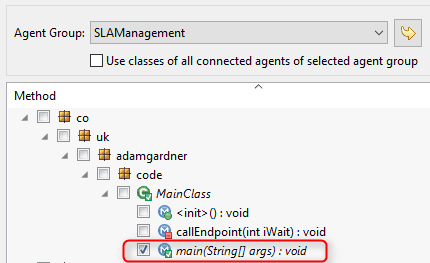 Agent Group: SLAManagement
Use classes of all connected agents of selected agent group
Method
co
uk
adamgardner
code
MainClass
<init>() : void
callEndpoint(int iWait) : void
main(String[] args) : void